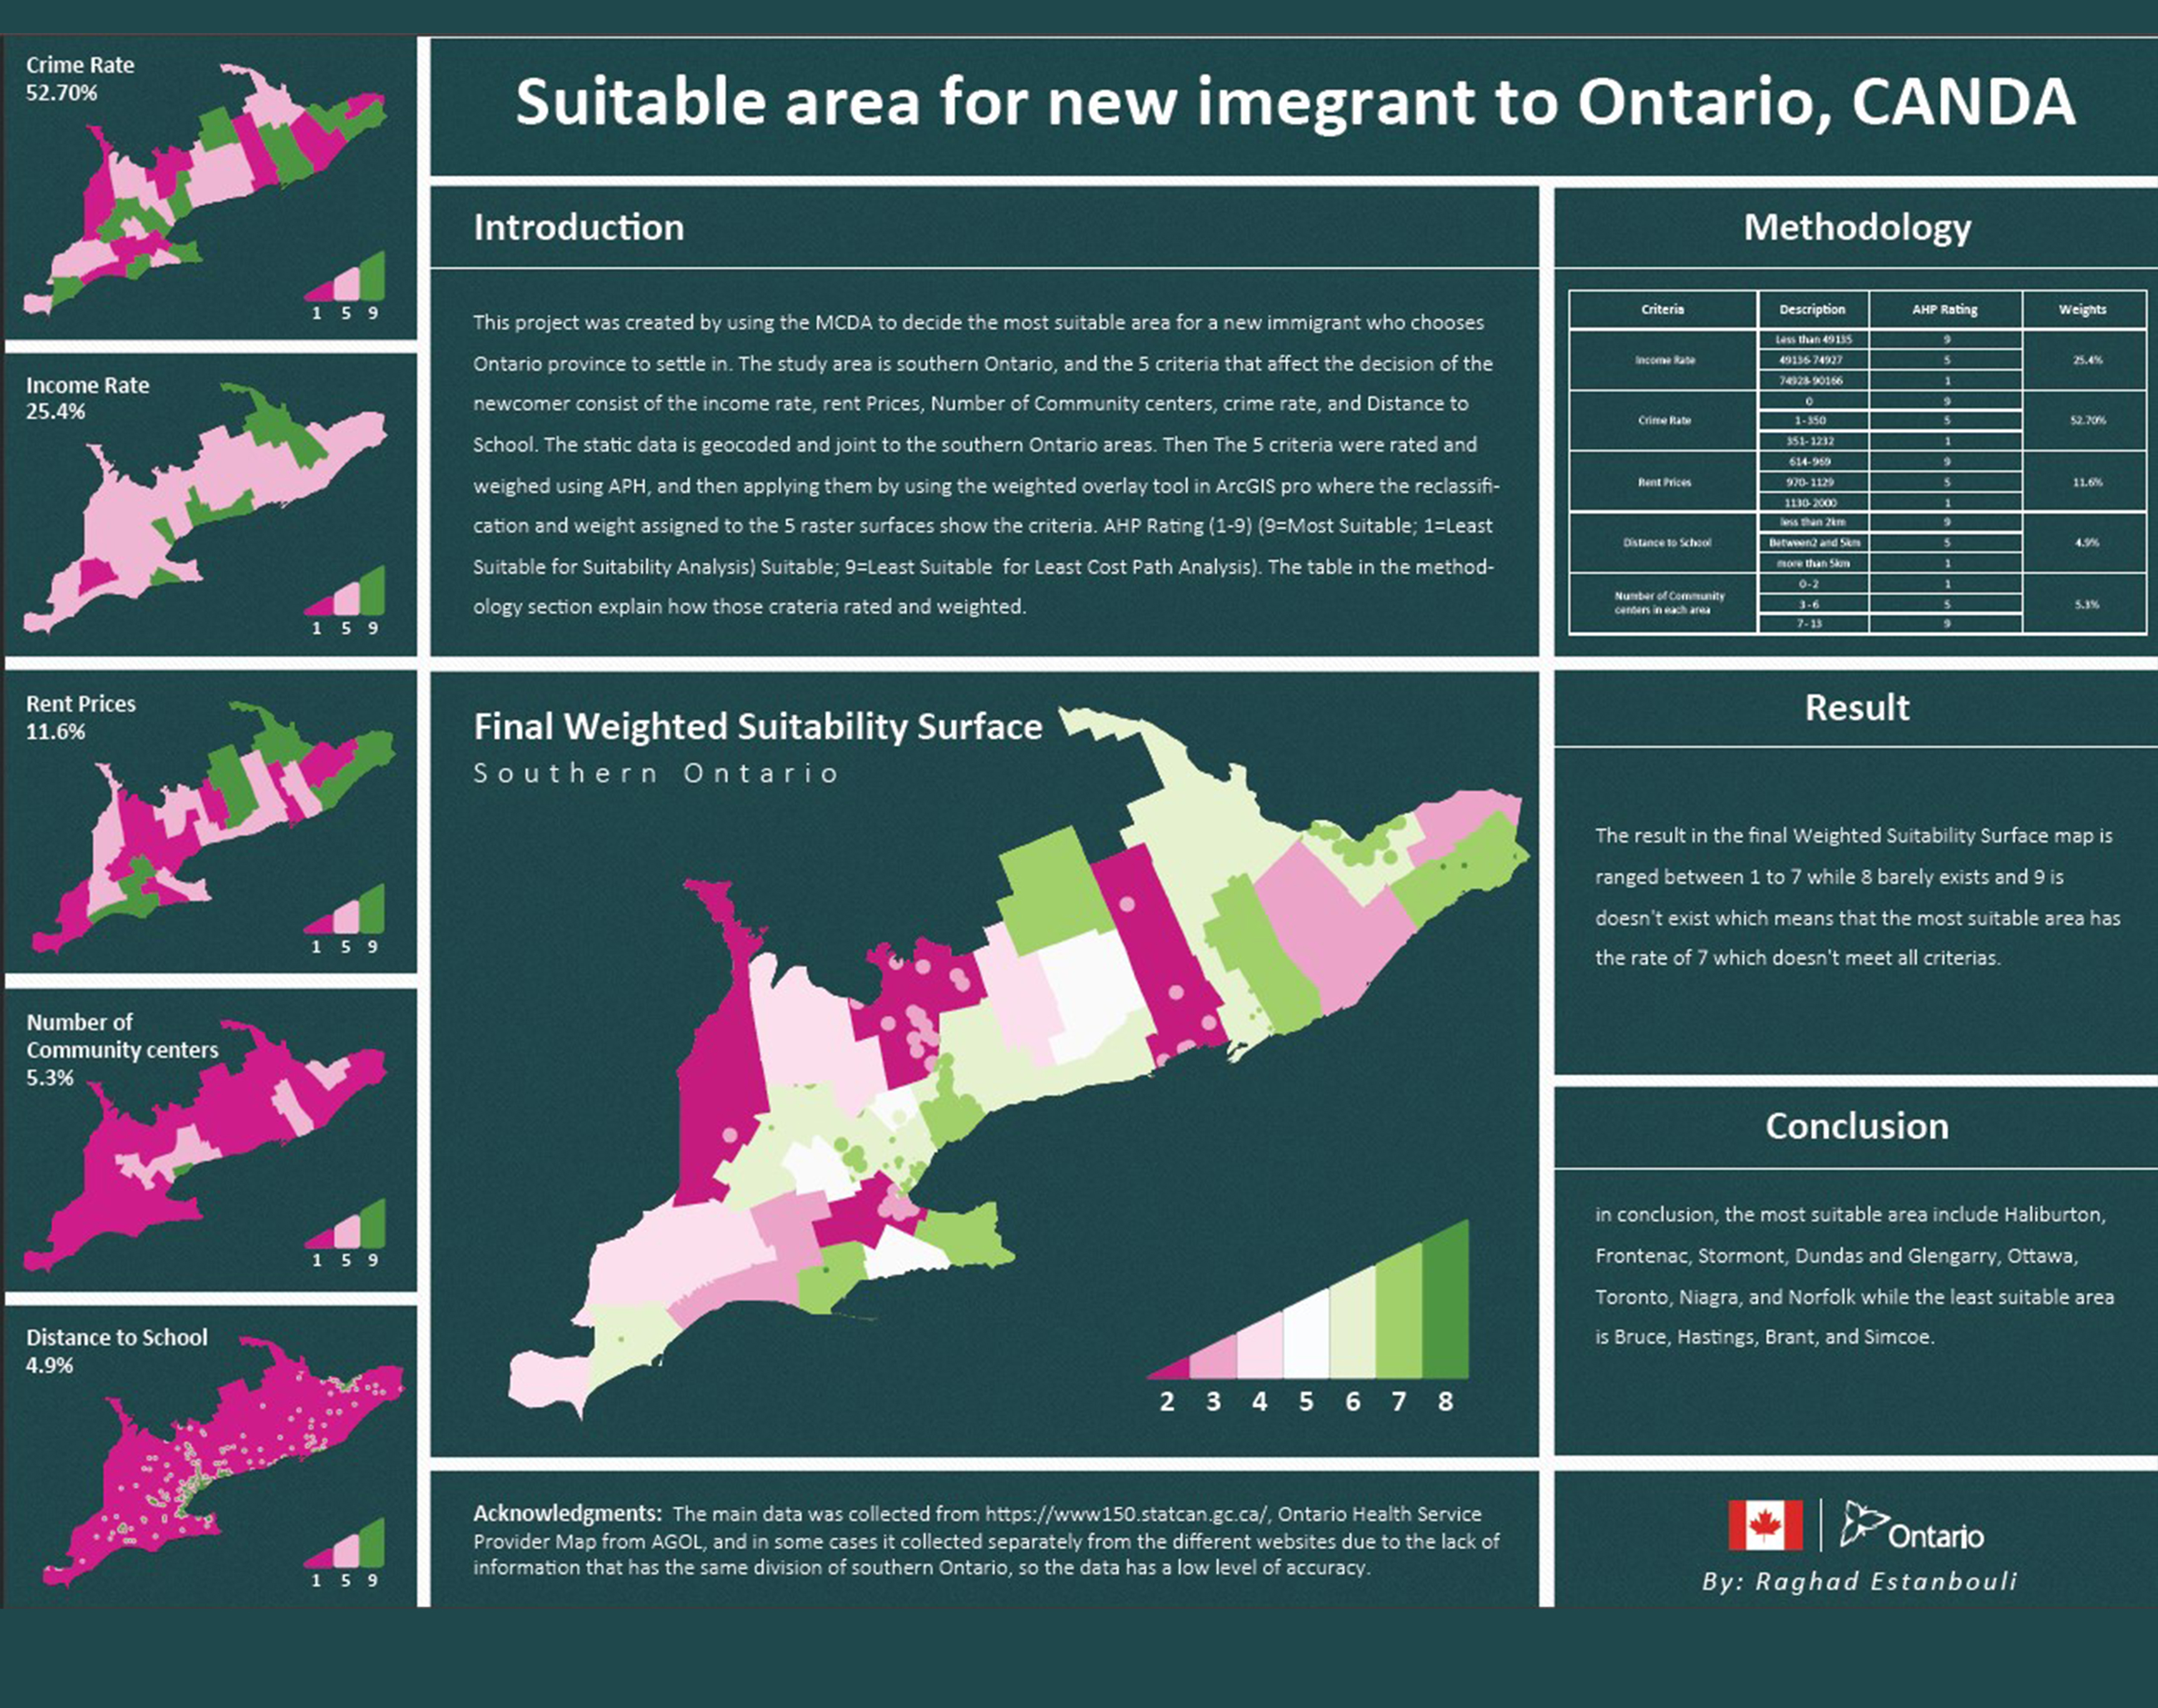 Crime Rate
52.70%
1 5 9
Income Rate
25.4%
1 5 9
Rent Prices
11.6%
1 5 9
Number of
Community centers
5.3%
1 5 9
Distance to School
4.9%
1 5 9
Suitable area for new imegrant to Ontario, CANDA
Introduction
This project was created by using the MCDA to decide the most suitable area for a new immigrant who chooses
Ontario province to settle in. The study area is southern Ontario, and the 5 criteria that affect the decision of the
newcomer consist of the income rate, rent Prices, Number of Community centers, crime rate, and Distance to
School. The static data is geocoded and joint to the southern Ontario areas. Then The 5 criteria were rated and
weighed using APH, and then applying them by using the weighted overlay tool in ArcGIS pro where the reclassifi-
cation and weight assigned to the 5 raster surfaces show the criteria. AHP Rating (1-9) (9=Most Suitable; 1=Least
Suitable for Suitability Analysis) Suitable; 9=Least Suitable for Least Cost Path Analysis). The table in the method-
ology section explain how those crateria rated and weighted.
Methodology
Criteria Description AHP Rating Weights
Income Rate Less than 49135 9 25.4%
49136-74927 5
74928-90166 1
Crime Rate 0 9 52.70%
1-350 5
351-1232 1
Rent Prices 614-969 9 11.6%
970-1129 5
1130-2000 1
Distance to School less than 2km 9 4.9%
Between2 and 5km 5
more than 5km 1
Number of Community
centers in each area 0-2 1 5.3%
3-6 5
7-13 9
Final Weighted Suitability Surface
Southern Ontario
2 3 4 5 6 7 8
Result
The result in the final Weighted Suitability Surface map is
ranged between 1 to 7 while 8 barely exists and 9 is
doesn't exist which means that the most suitable area has
the rate of 7 which doesn't meet all criterias.
Conclusion
in conclusion, the most suitable area include Haliburton,
Frontenac, Stormont, Dundas and Glengarry, Ottawa,
Toronto, Niagra, and Norfolk while the least suitable area
is Bruce, Hastings, Brant, and Simcoe.
Acknowledgments: The main data was collected from https://www150.statcan.gc.ca/, Ontario Health Service
Provider Map from AGOL, and in some cases it collected separately from the different websites due to the lack of
information that has the same division of southern Ontario, so the data has a low level of accuracy.
Ontario
By: Raghad Estanbouli